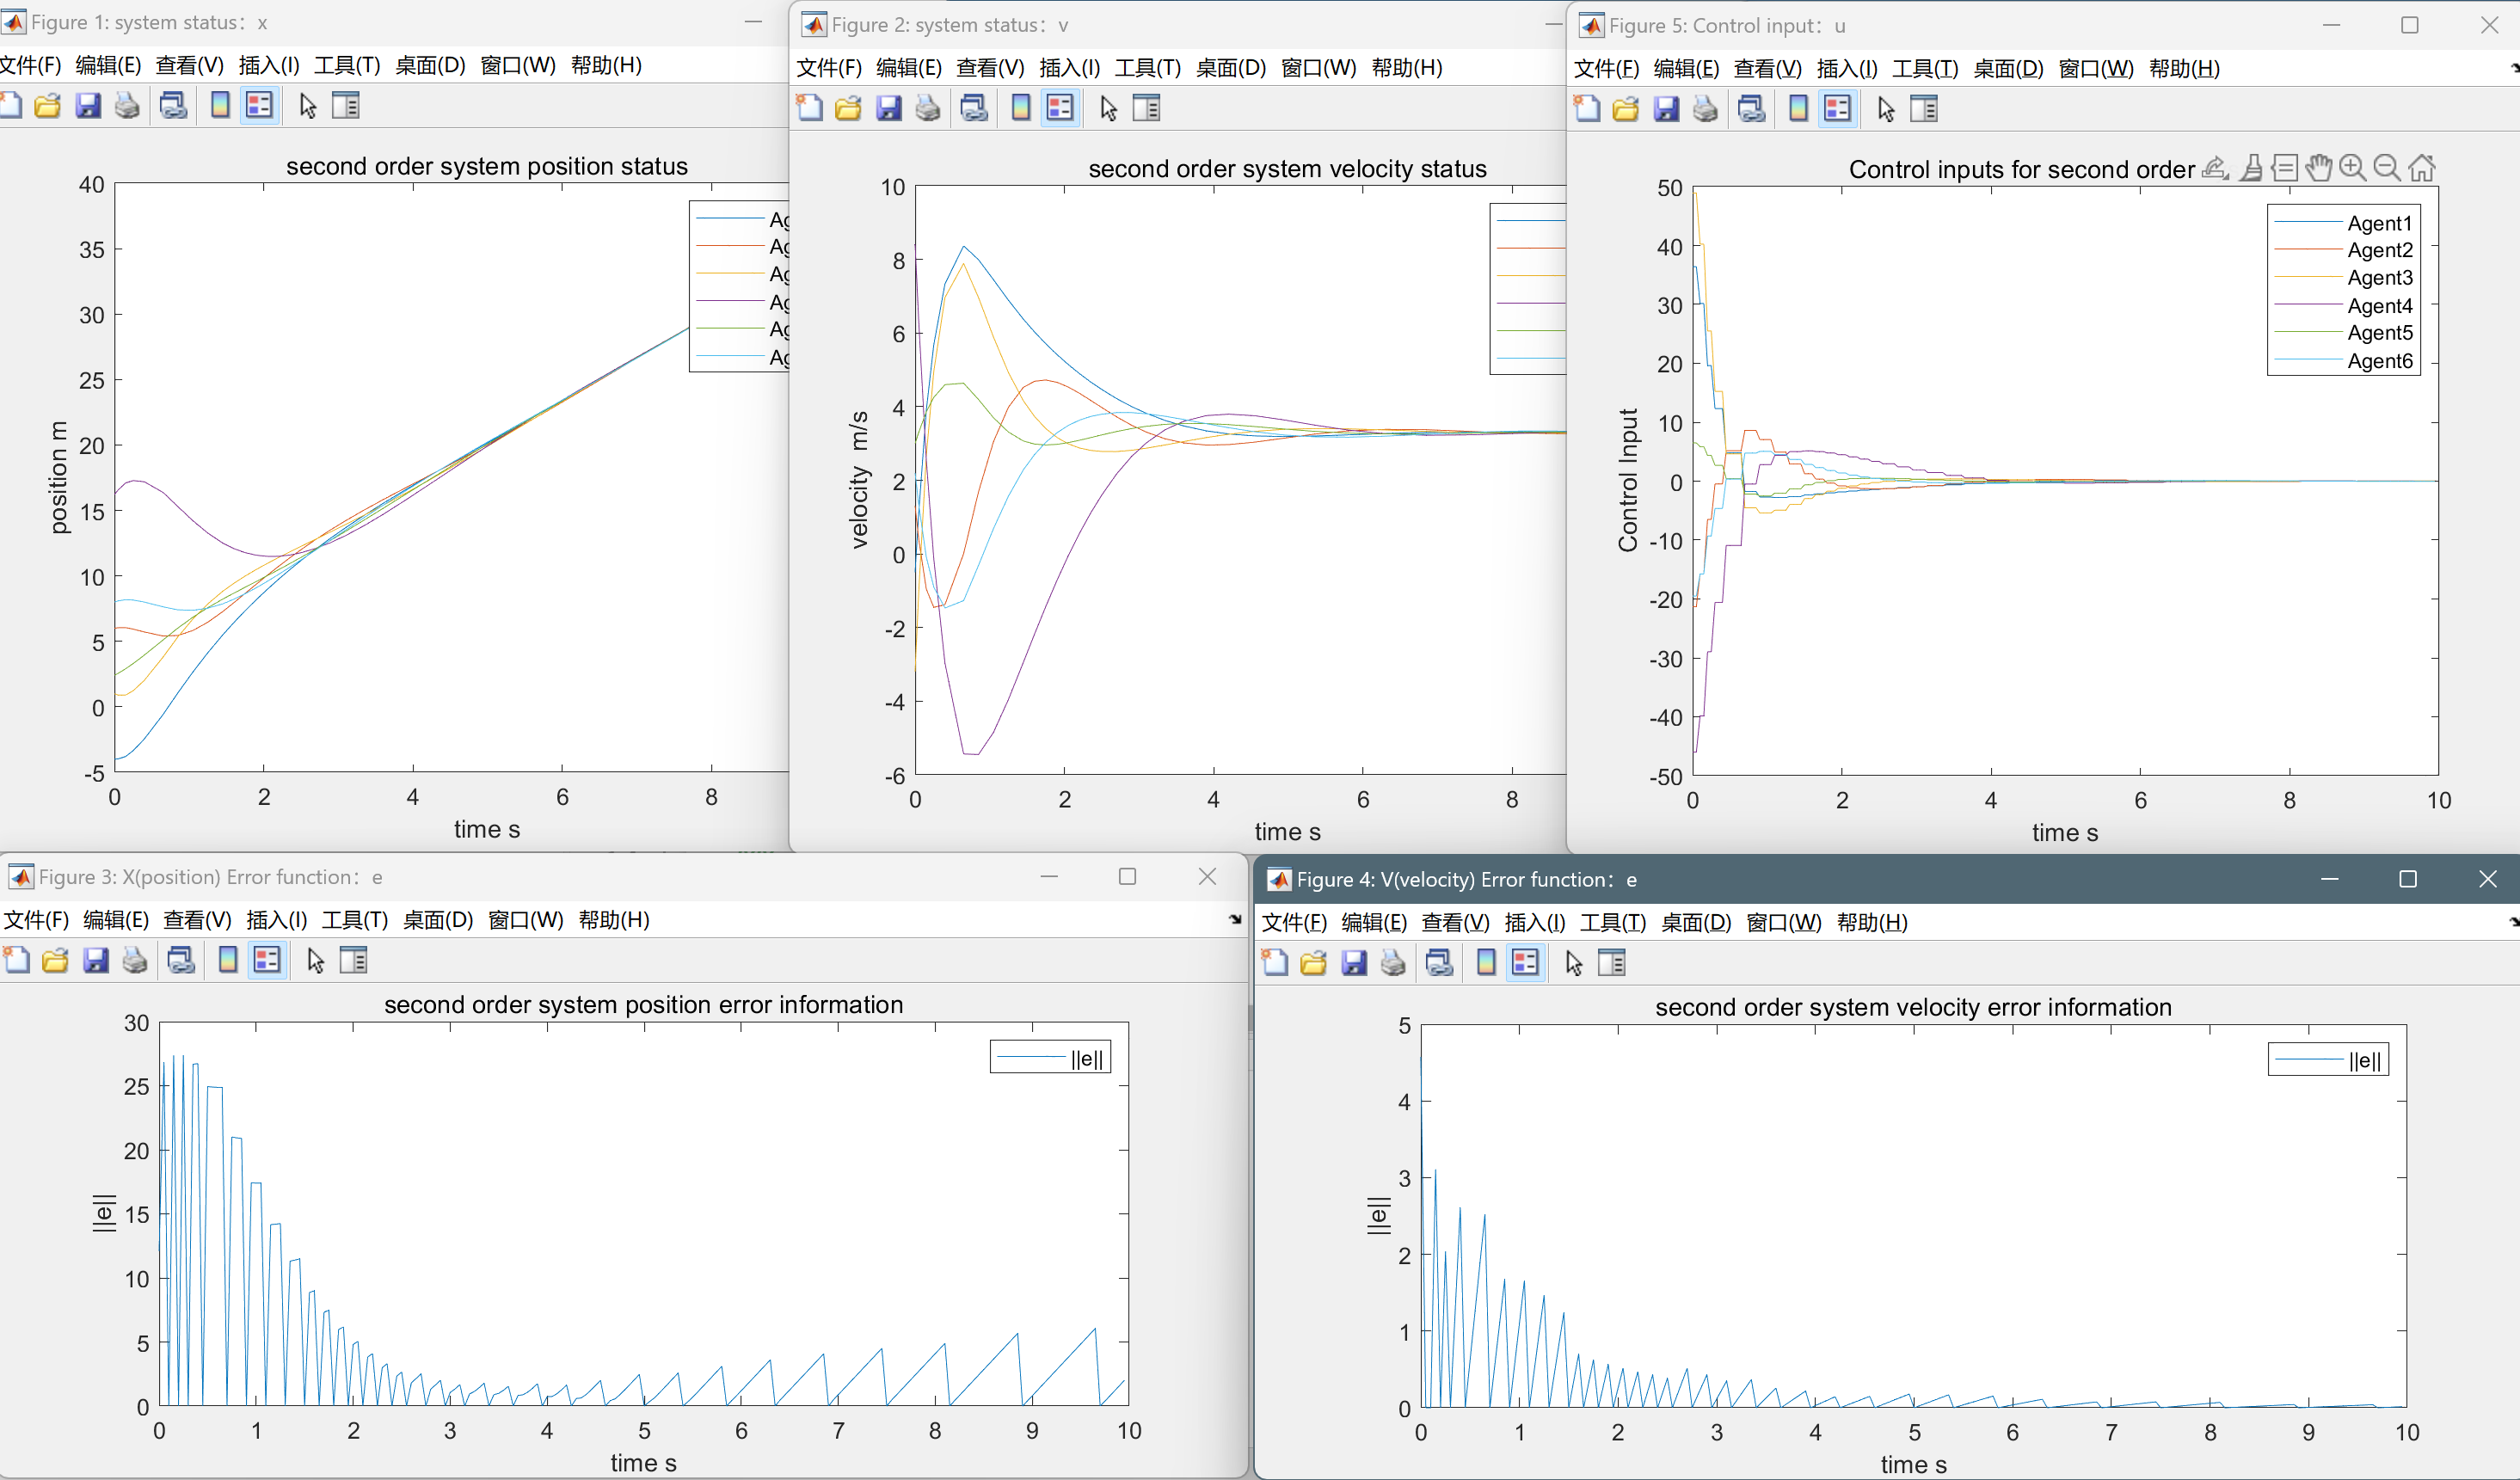 Figure 1: system status：x
文件(F) 编辑(E) 查看(V) 插入(I) 工具(T) 桌面(D) 窗口(W) 帮助(H)
second order system position status
40
35
30
25
20
15
10
5
0
-5
position m
0 2 4 6 8
time s
Ag
Ag
Ag
Ag
Ag
Ag
Figure 2: system status：v
文件(F) 编辑(E) 查看(V) 插入(I) 工具(T) 桌面(D) 窗口(W) 帮助(H)
second order system velocity status
10
8
6
4
2
0
-2
-4
-6
velocity m/s
0 2 4 6 8
time s
Figure 5: Control input：u
文件(F) 编辑(E) 查看(V) 插入(I) 工具(T) 桌面(D) 窗口(W) 帮助(H)
Control inputs for second order
50
40
30
20
10
0
-10
-20
-30
-40
-50
Control Input
0 2 4 6 8 10
time s
Agent1
Agent2
Agent3
Agent4
Agent5
Agent6
Figure 3: X(position) Error function：e
文件(F) 编辑(E) 查看(V) 插入(I) 工具(T) 桌面(D) 窗口(W) 帮助(H)
second order system position error information
30
25
20
15
10
5
0
||e||
0 1 2 3 4 5 6 7 8 9 10
time s
||e||
Figure 4: V(velocity) Error function：e
文件(F) 编辑(E) 查看(V) 插入(I) 工具(T) 桌面(D) 窗口(W) 帮助(H)
second order system velocity error information
5
4
3
2
1
0
||e||
0 1 2 3 4 5 6 7 8 9 10
time s
||e||